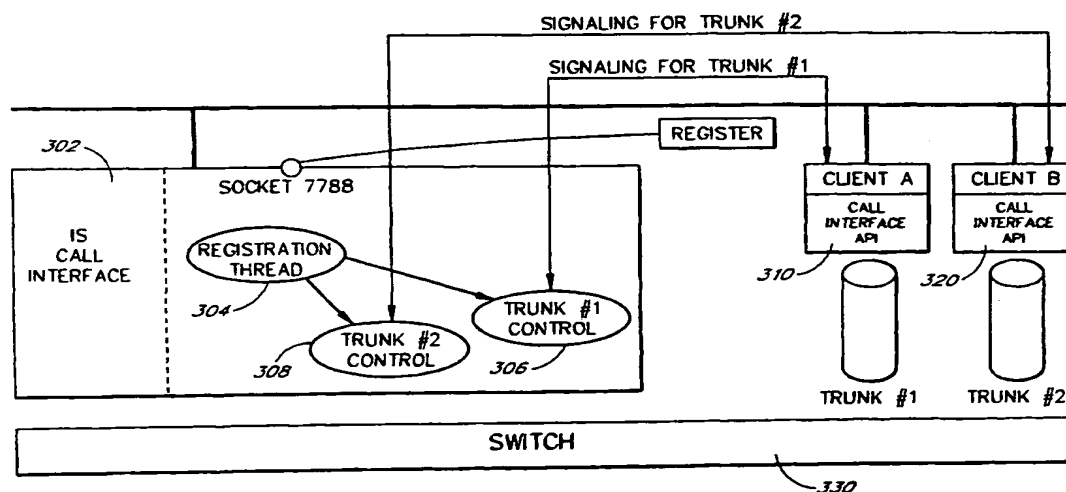 SIGNALING FOR TRUNK #2
SIGNALING FOR TRUNK #1
302
REGISTER
SOCKET 7788
CLIENT A
CLIENT B
CALL
INTERFACE
API
CALL
INTERFACE
API
IS
CALL
INTERFACE
REGISTRATION
THREAD
310
320
304
TRUNK #1
CONTROL
TRUNK #2
CONTROL
308
306
TRUNK #1
TRUNK #2
SWITCH
330